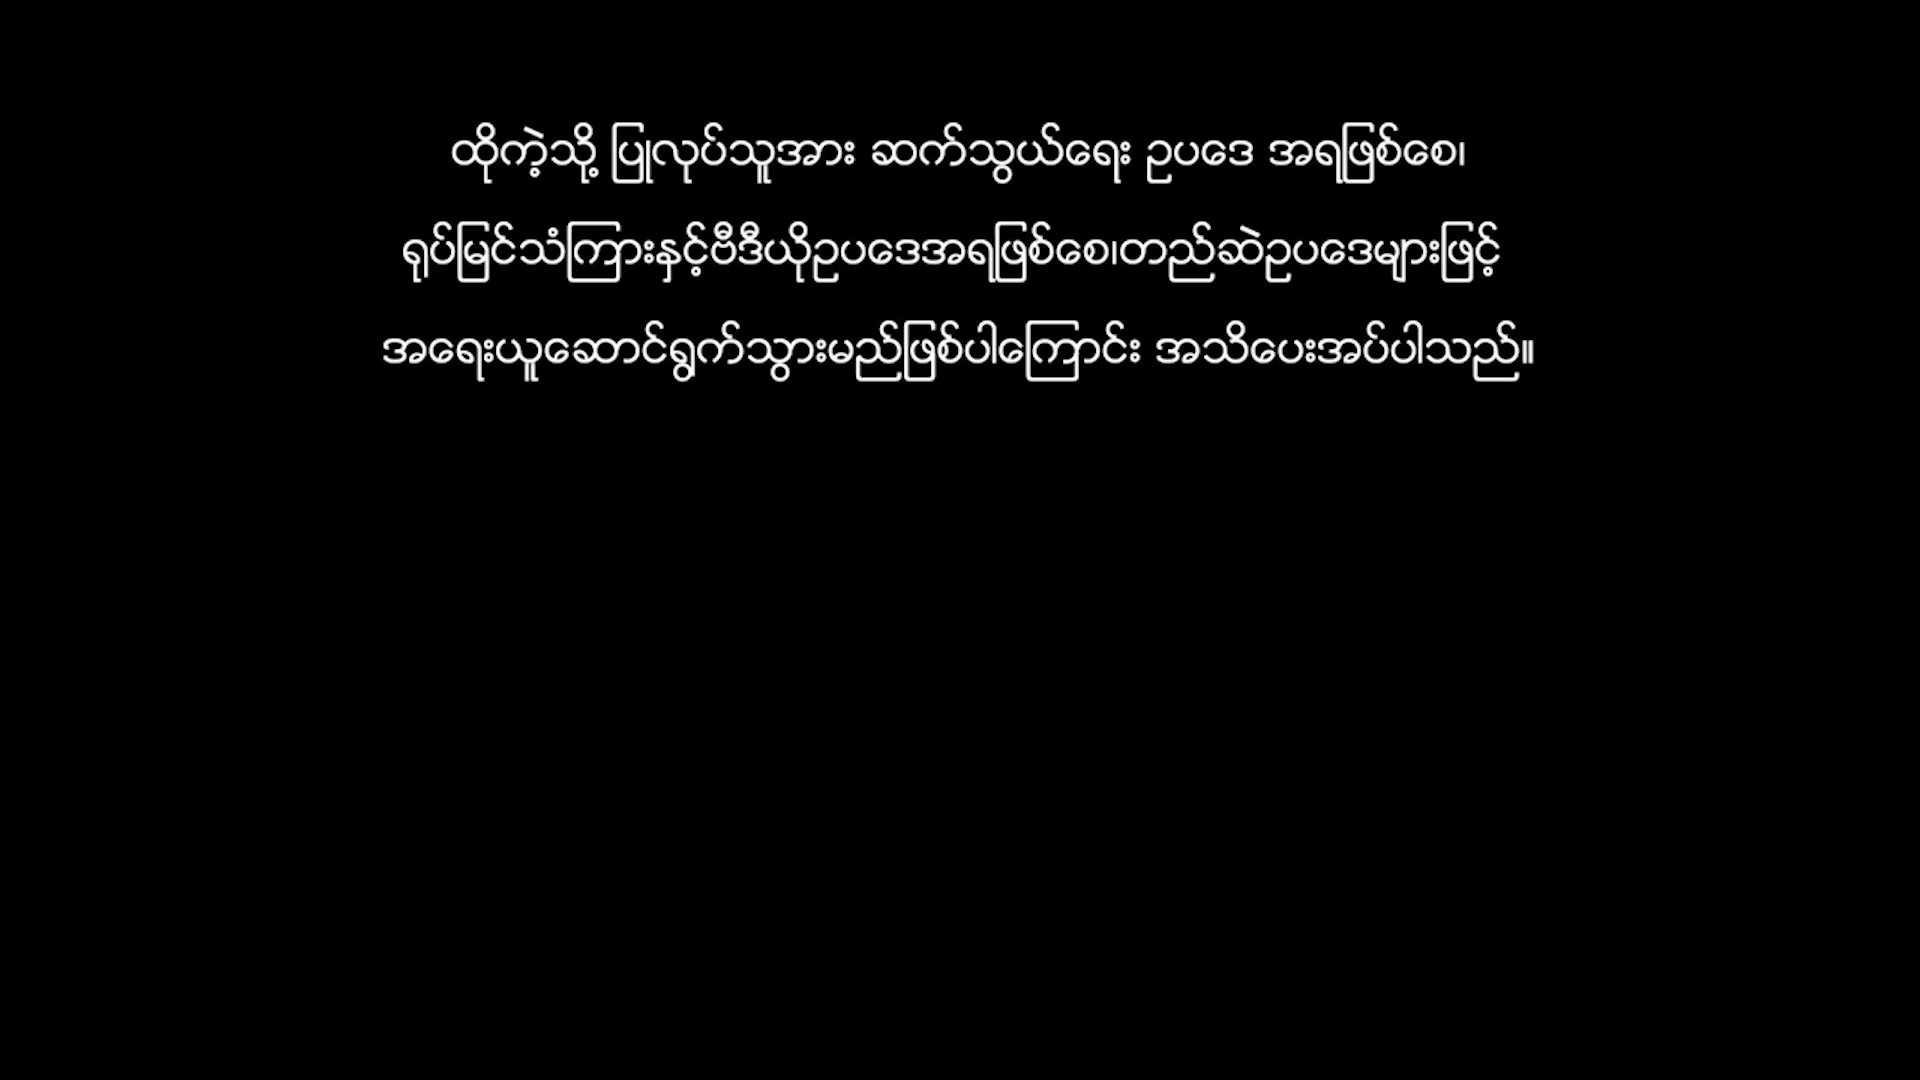 ထိုကဲ့သို့ ပြုလုပ်သူအား ဆက်သွယ်ရေး ဥပဒေ အရဖြစ်စေ၊
ရုပ်မြင်သံကြားနှင့်ဗီဒီယိုဥပဒေအရဖြစ်စေ၊တည်ဆဲဥပဒေများဖြင့်
အရေးယူဆောင်ရွက်သွားမည်ဖြစ်ပါကြောင်း အသိပေးအပ်ပါသည်။